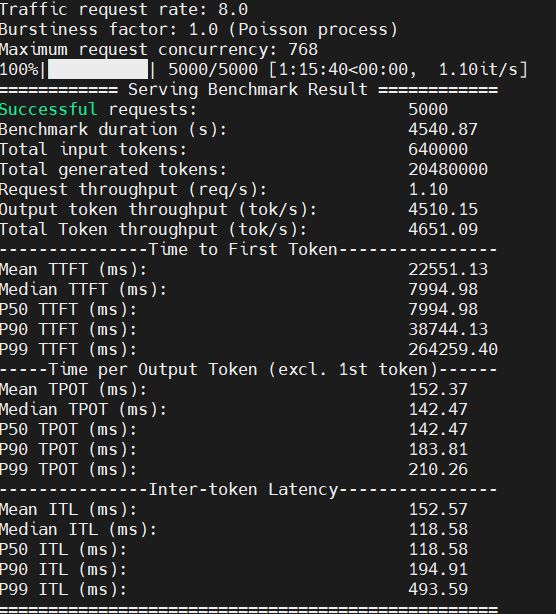 Traffic request rate: 8.0
Burstiness factor: 1.0 (Poisson process)
Maximum request concurrency: 768
100%|██████████| 5000/5000 [1:15:40<00:00,  1.10it/s]
============ Serving Benchmark Result ============
Successful requests:                     5000
Benchmark duration (s):                  4540.87
Total input tokens:                      640000
Total generated tokens:                  20480000
Request throughput (req/s):              1.10
Output token throughput (tok/s):         4510.15
Total Token throughput (tok/s):          4651.09
---------------Time to First Token----------------
Mean TTFT (ms):                          22551.13
Median TTFT (ms):                        7994.98
P50 TTFT (ms):                           7994.98
P90 TTFT (ms):                           38744.13
P99 TTFT (ms):                           264259.40
-----Time per Output Token (excl. 1st token)------
Mean TPOT (ms):                          152.37
Median TPOT (ms):                        142.47
P50 TPOT (ms):                           142.47
P90 TPOT (ms):                           183.81
P99 TPOT (ms):                           210.26
---------------Inter-token Latency----------------
Mean ITL (ms):                           152.57
Median ITL (ms):                         118.58
P50 ITL (ms):                            118.58
P90 ITL (ms):                            194.91
P99 ITL (ms):                            493.59
==================================================